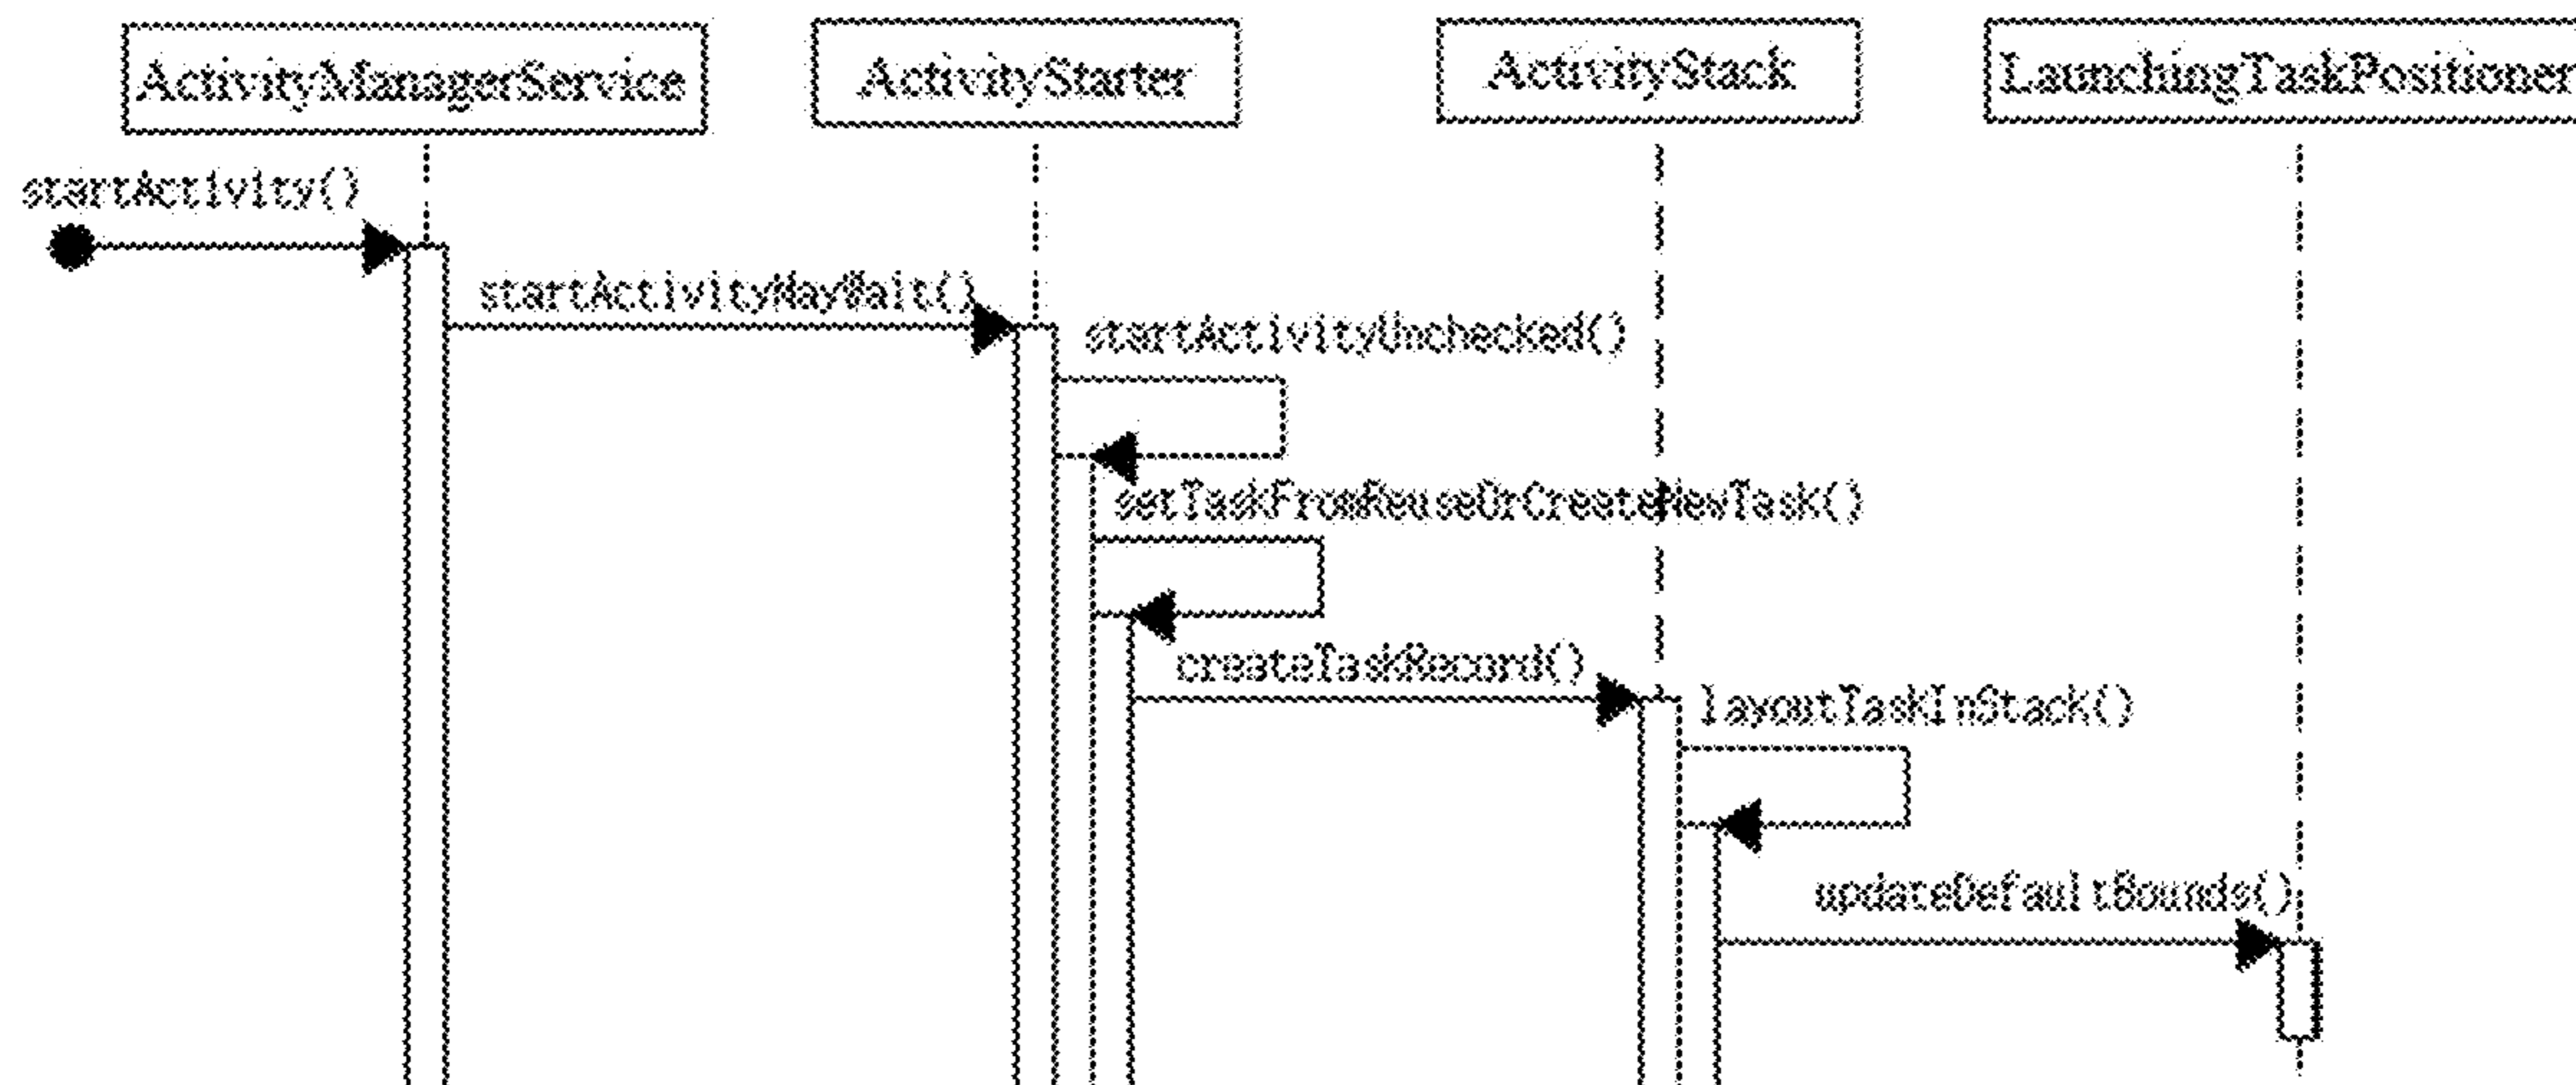 ActivityManagerService
ActivityStarter
ActivityStack
LaunchingTaskPositioner
startActivity()
startActivityMayWait()
startActivityUnchecked()
setTaskFromReuseOrCreateNewTask()
createTaskRecord()
layoutTaskInStack()
updateDefaultBounds()